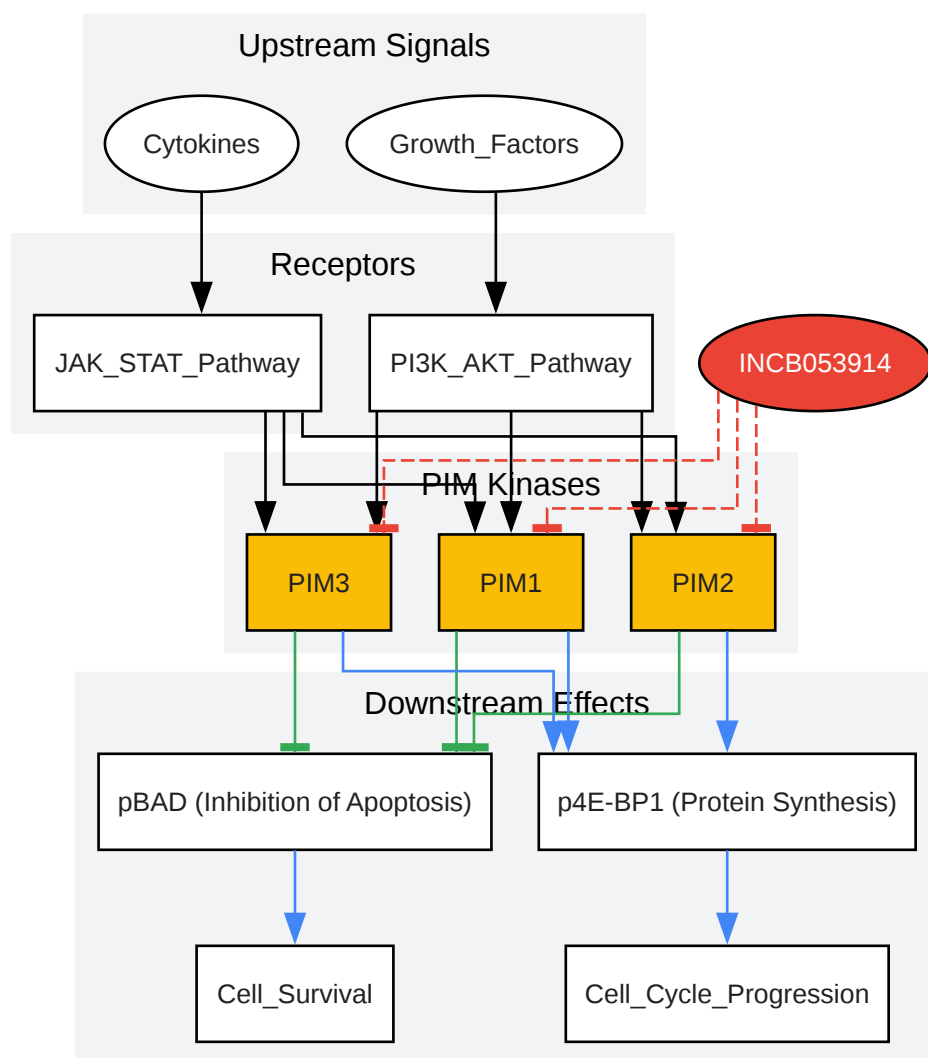 Upstream Signals
Cytokines
Growth_Factors
Receptors
JAK_STAT_Pathway
PI3K_AKT_Pathway
INCB053914
PIM Kinases
PIM3
PIM1
PIM2
Downstream Effects
pBAD (Inhibition of Apoptosis)
p4E-BP1 (Protein Synthesis)
Cell_Survival
Cell_Cycle_Progression